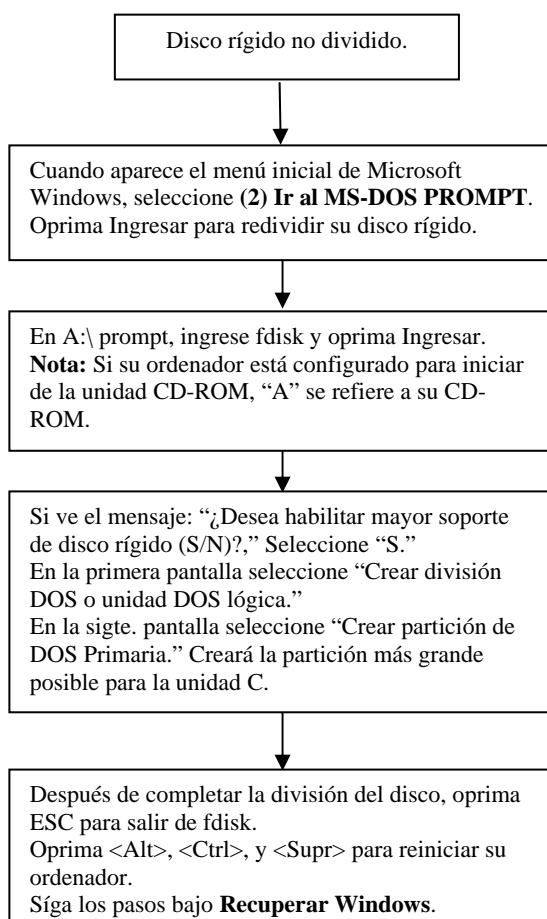 Disco rígido no dividido.
Cuando aparece el menú inicial de Microsoft
Windows, seleccione (2) Ir al MS-DOS PROMPT.
Oprima Ingresar para redividir su disco rígido.
En A:\ prompt, ingrese fdisk y oprima Ingresar.
Nota: Si su ordenador está configurado para iniciar
de la unidad CD-ROM, “A” se refiere a su CD-
ROM.
Si ve el mensaje: “¿Desea habilitar mayor soporte
de disco rígido (S/N)?,” Seleccione “S.”
En la primera pantalla seleccione “Crear división
DOS o unidad DOS lógica.”
En la sigte. pantalla seleccione “Crear partición de
DOS Primaria.” Creará la partición más grande
posible para la unidad C.
Después de completar la división del disco, oprima
ESC para salir de fdisk.
Oprima <Alt>, <Ctrl>, y <Supr> para reiniciar su
ordenador.
Síga los pasos bajo Recuperar Windows.